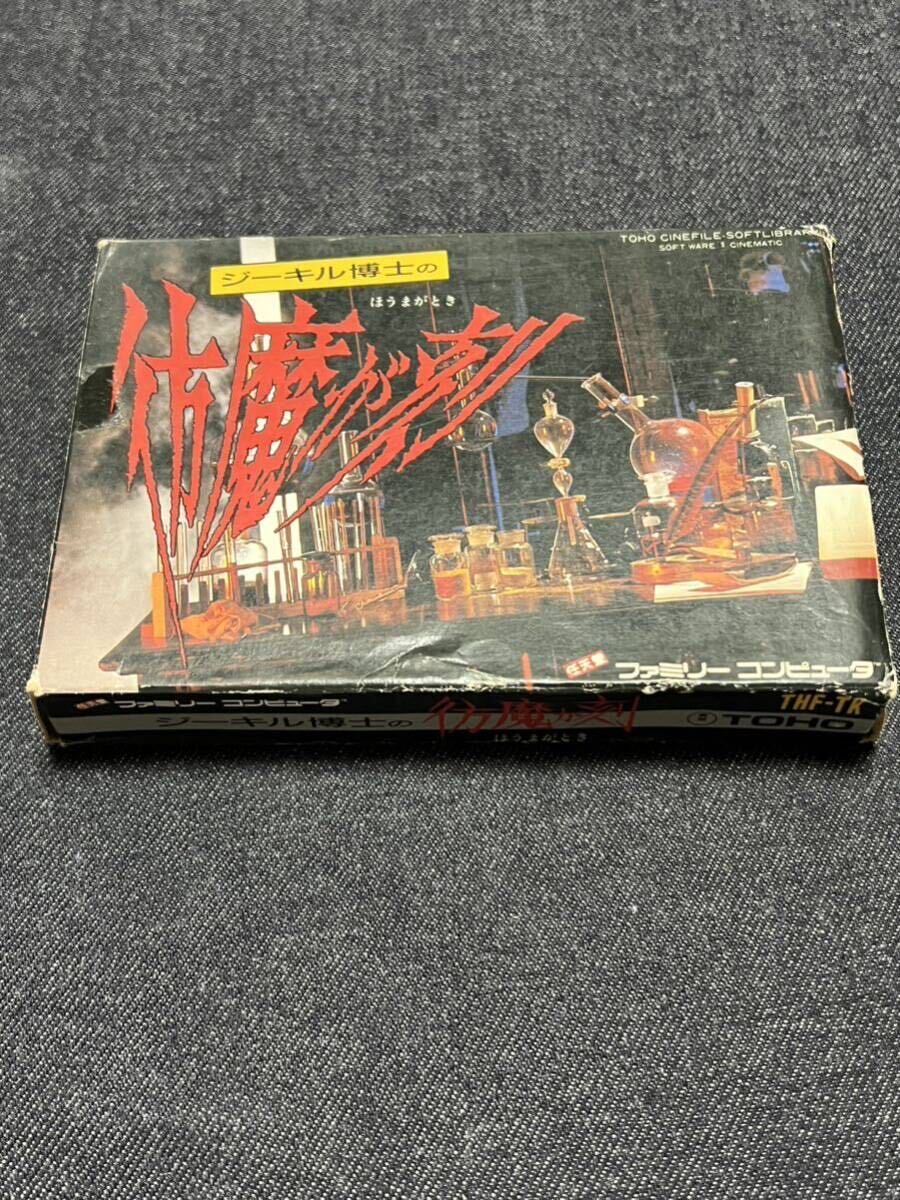 TOHO CINEFILE-SOFTLIBRARY
SOFT WARE 1 CINEMATIC
ジーキル博士の
ほうまがとき
彷魔が刻
任天堂 ファミリー コンピュータ
THF-TK
ファミリー コンピュータ
ジーキル博士の 彷魔が刻
ほうまがとき
TOHO